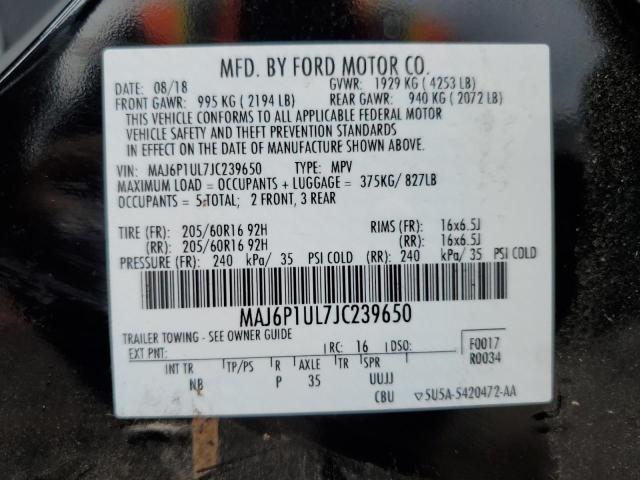 MFD. BY FORD MOTOR CO.
DATE: 08/18 GVWR: 1929 KG ( 4253 LB)
FRONT GAWR: 995 KG ( 2194 LB) REAR GAWR: 940 KG ( 2072 LB)
THIS VEHICLE CONFORMS TO ALL APPLICABLE FEDERAL MOTOR
VEHICLE SAFETY AND THEFT PREVENTION STANDARDS
IN EFFECT ON THE DATE OF MANUFACTURE SHOWN ABOVE.
VIN: MAJ6P1UL7JC239650 TYPE: MPV
MAXIMUM LOAD = OCCUPANTS + LUGGAGE = 375KG/ 827LB
OCCUPANTS = 5 TOTAL; 2 FRONT, 3 REAR
TIRE (FR): 205/60R16 92H RIMS (FR): 16x6.5J
(RR): 205/60R16 92H (RR): 16x6.5J
PRESSURE (FR): 240 kPa/ 35 PSI COLD (RR): 240 kPa/ 35 PSI COLD
MAJ6P1UL7JC239650
TRAILER TOWING - SEE OWNER GUIDE
EXT PNT: RC: 16 DSO: F0017
R0034
INT TR TP/PS R AXLE TR SPR
NB P 35 UUJJ
CBU ▽5U5A-5420472-AA